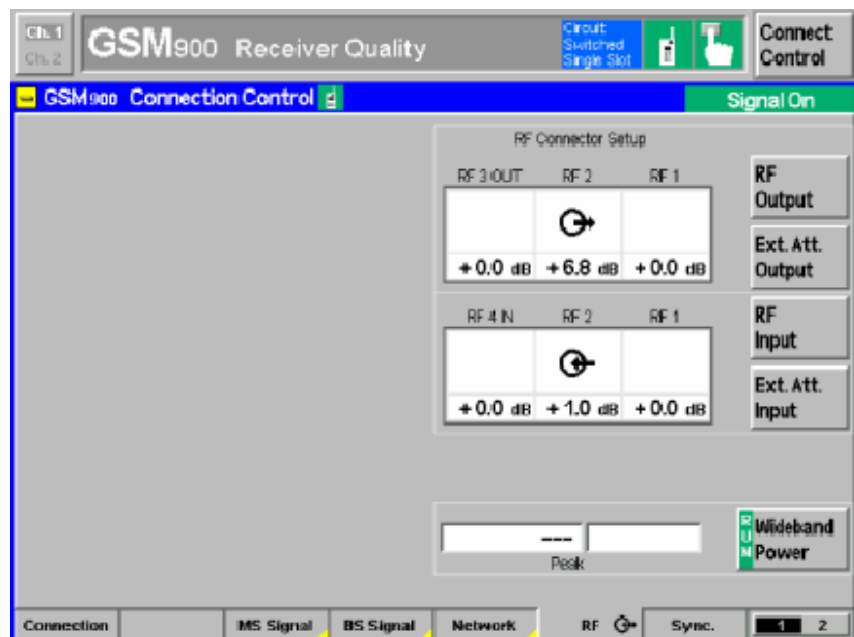 Ch. 1
Ch. 2
GSM900 Receiver Quality
Circuit
Switched
Single Slot
Connect
Control
GSM900 Connection Control
Signal On
RF Connector Setup
RF 3 OUT RF 2 RF 1
+ 0.0 dB + 6.8 dB + 0.0 dB
RF
Output
Ext. Att.
Output
RF 4 IN RF 2 RF 1
+ 0.0 dB + 1.0 dB + 0.0 dB
RF
Input
Ext. Att.
Input
---
Peak
RUN
Wideband
Power
Connection MS Signal BS Signal Network RF Sync. 1 2